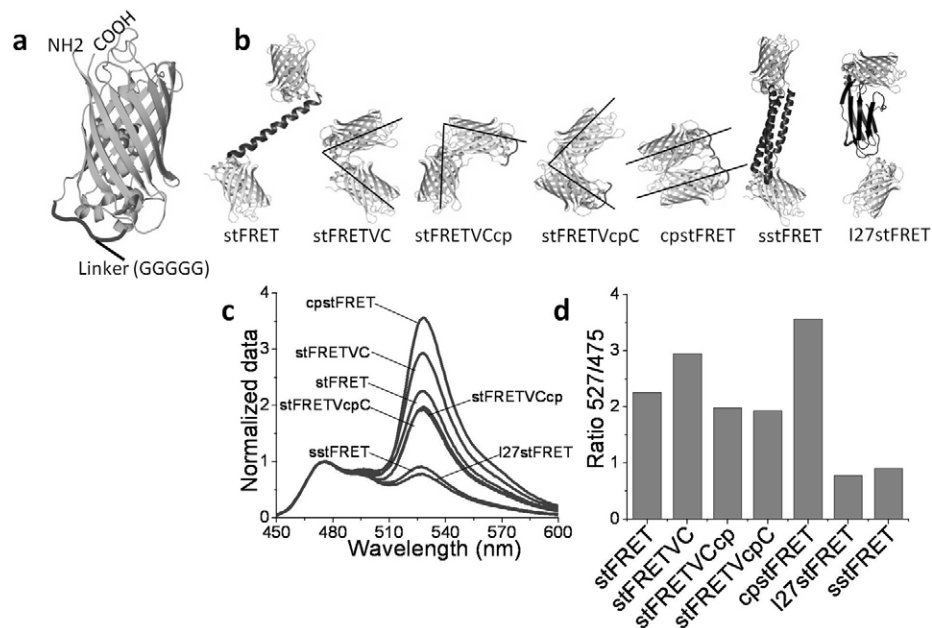 a
NH2
COOH
Linker (GGGGG)
b
stFRET
stFRETVC
stFRETVCcp
stFRETVcpC
cpstFRET
sstFRET
I27stFRET
c
4
3
2
1
0
Normalized data
cpstFRET
stFRETVC
stFRET
stFRETVcpC
stFRETVCcp
sstFRET
I27stFRET
450
480
510
540
570
600
Wavelength (nm)
d
4
3
2
1
0
Ratio 527/475
stFRET
stFRETVC
stFRETVCcp
stFRETVcpC
cpstFRET
I27stFRET
sstFRET